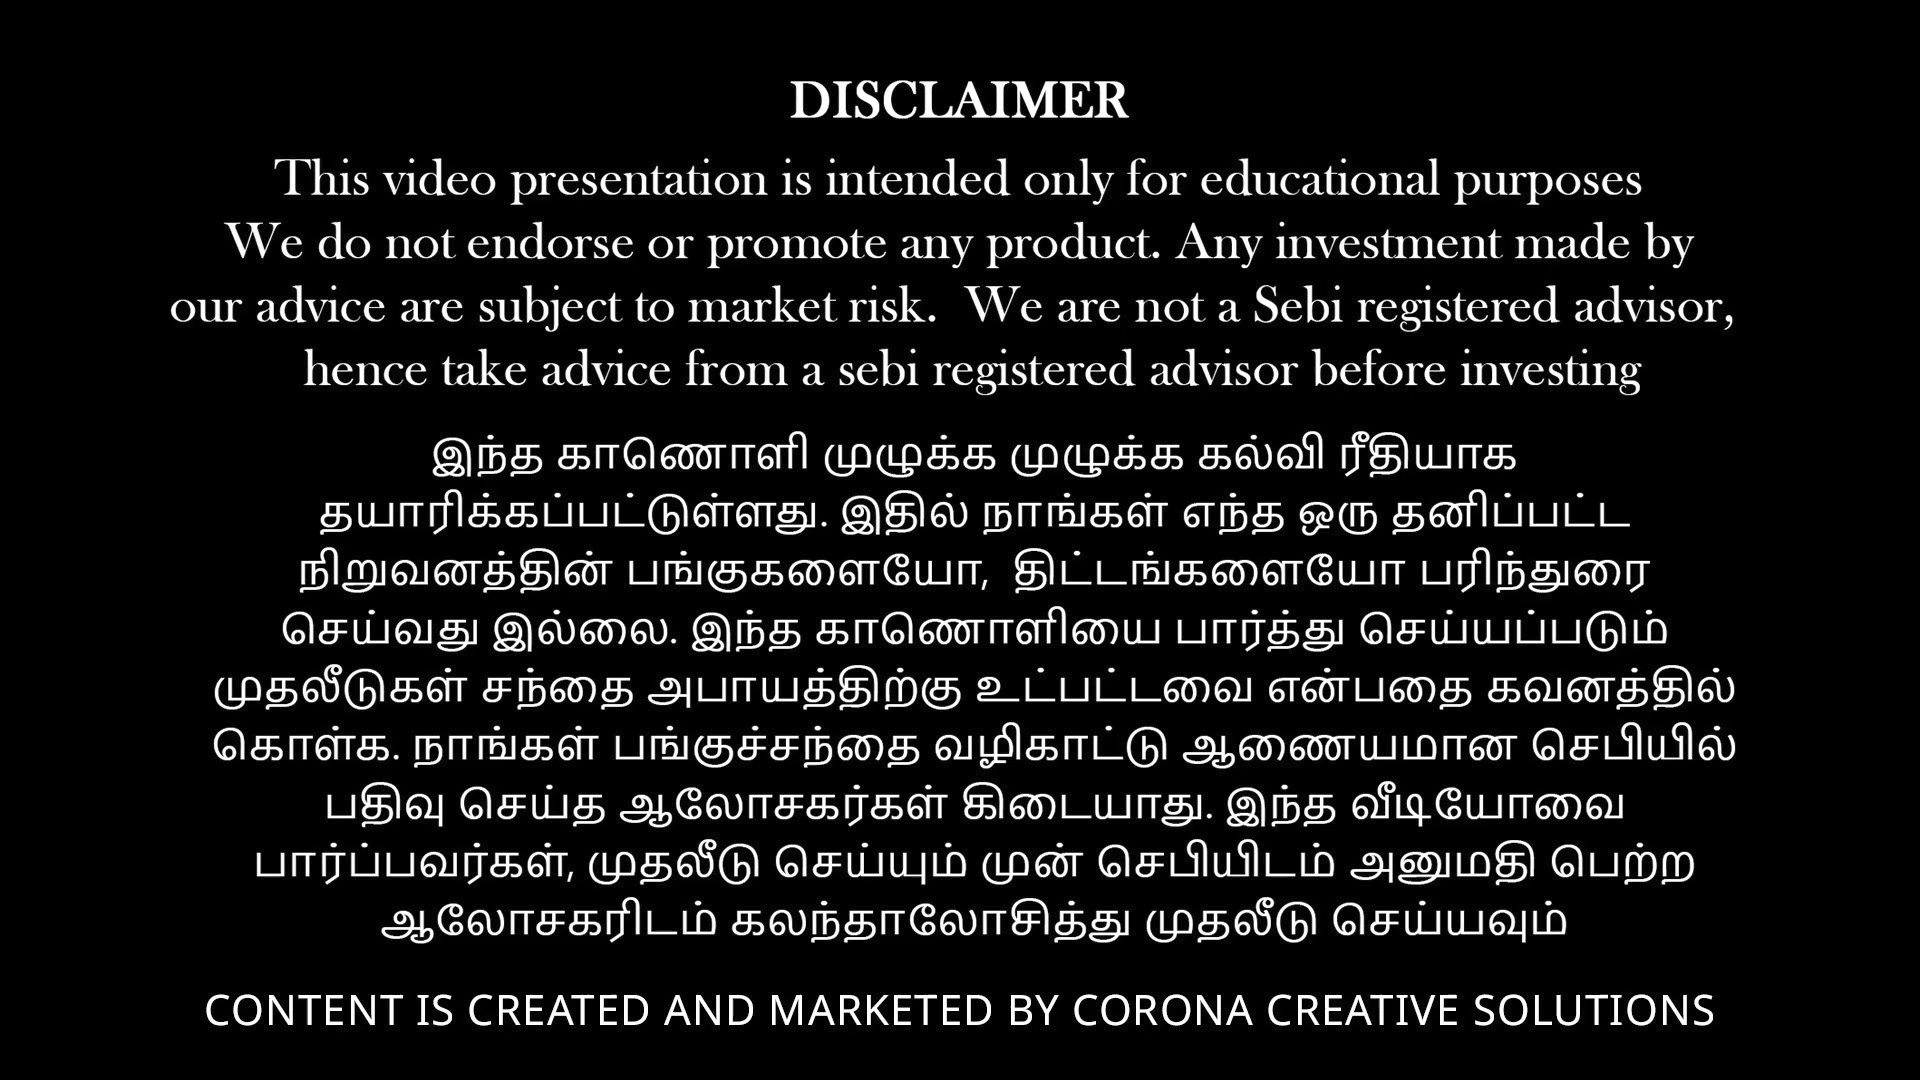 DISCLAIMER
This video presentation is intended only for educational purposes
We do not endorse or promote any product. Any investment made by
our advice are subject to market risk.  We are not a Sebi registered advisor,
hence take advice from a sebi registered advisor before investing
இந்த காணொளி முழுக்க முழுக்க கல்வி ரீதியாக
தயாரிக்கப்பட்டுள்ளது. இதில் நாங்கள் எந்த ஒரு தனிப்பட்ட
நிறுவனத்தின் பங்குகளையோ,  திட்டங்களையோ பரிந்துரை
செய்வது இல்லை. இந்த காணொளியை பார்த்து செய்யப்படும்
முதலீடுகள் சந்தை அபாயத்திற்கு உட்பட்டவை என்பதை கவனத்தில்
கொள்க. நாங்கள் பங்குச்சந்தை வழிகாட்டு ஆணையமான செபியில்
பதிவு செய்த ஆலோசகர்கள் கிடையாது. இந்த வீடியோவை
பார்ப்பவர்கள், முதலீடு செய்யும் முன் செபியிடம் அனுமதி பெற்ற
ஆலோசகரிடம் கலந்தாலோசித்து முதலீடு செய்யவும்
CONTENT IS CREATED AND MARKETED BY CORONA CREATIVE SOLUTIONS